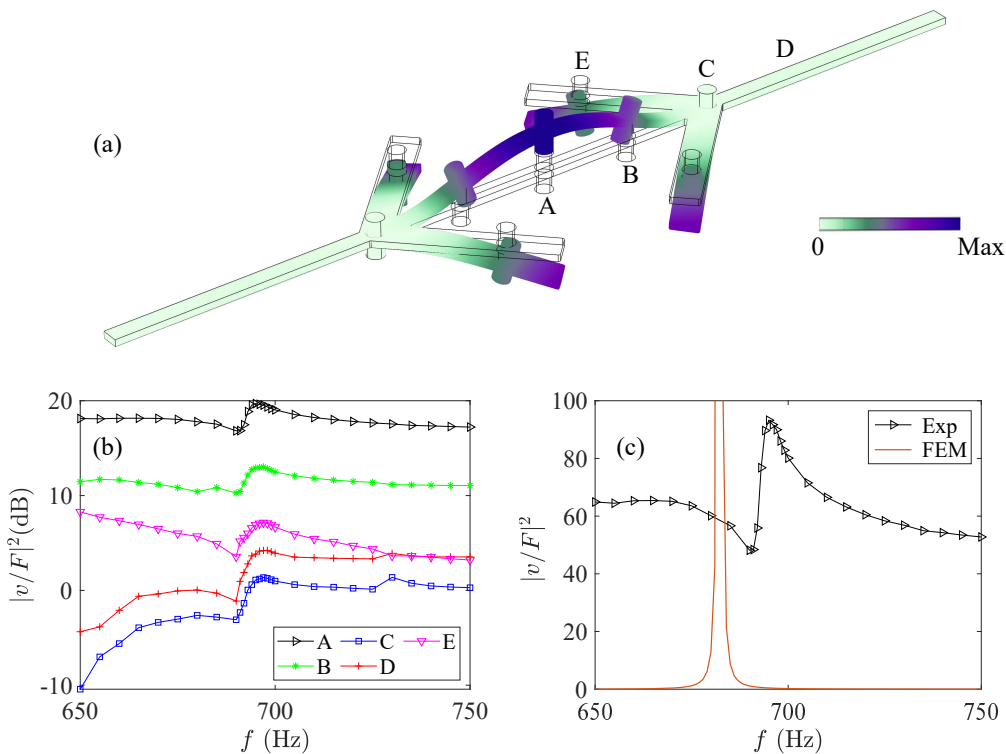 E
C
D
(a)
B
A
0 Max
(b)
20
10
0
-10
650 700 750
|v/F|²(dB)
f (Hz)
A C E
B D
(c)
100
80
60
40
20
0
650 700 750
|v/F|²
f (Hz)
Exp
FEM